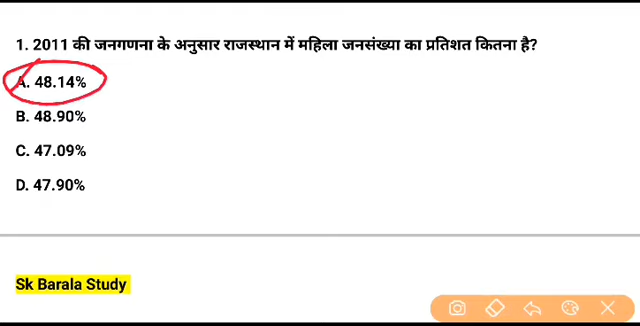 1. 2011 की जनगणना के अनुसार राजस्थान में महिला जनसंख्या का प्रतिशत कितना है?
A. 48.14%
B. 48.90%
C. 47.09%
D. 47.90%
Sk Barala Study